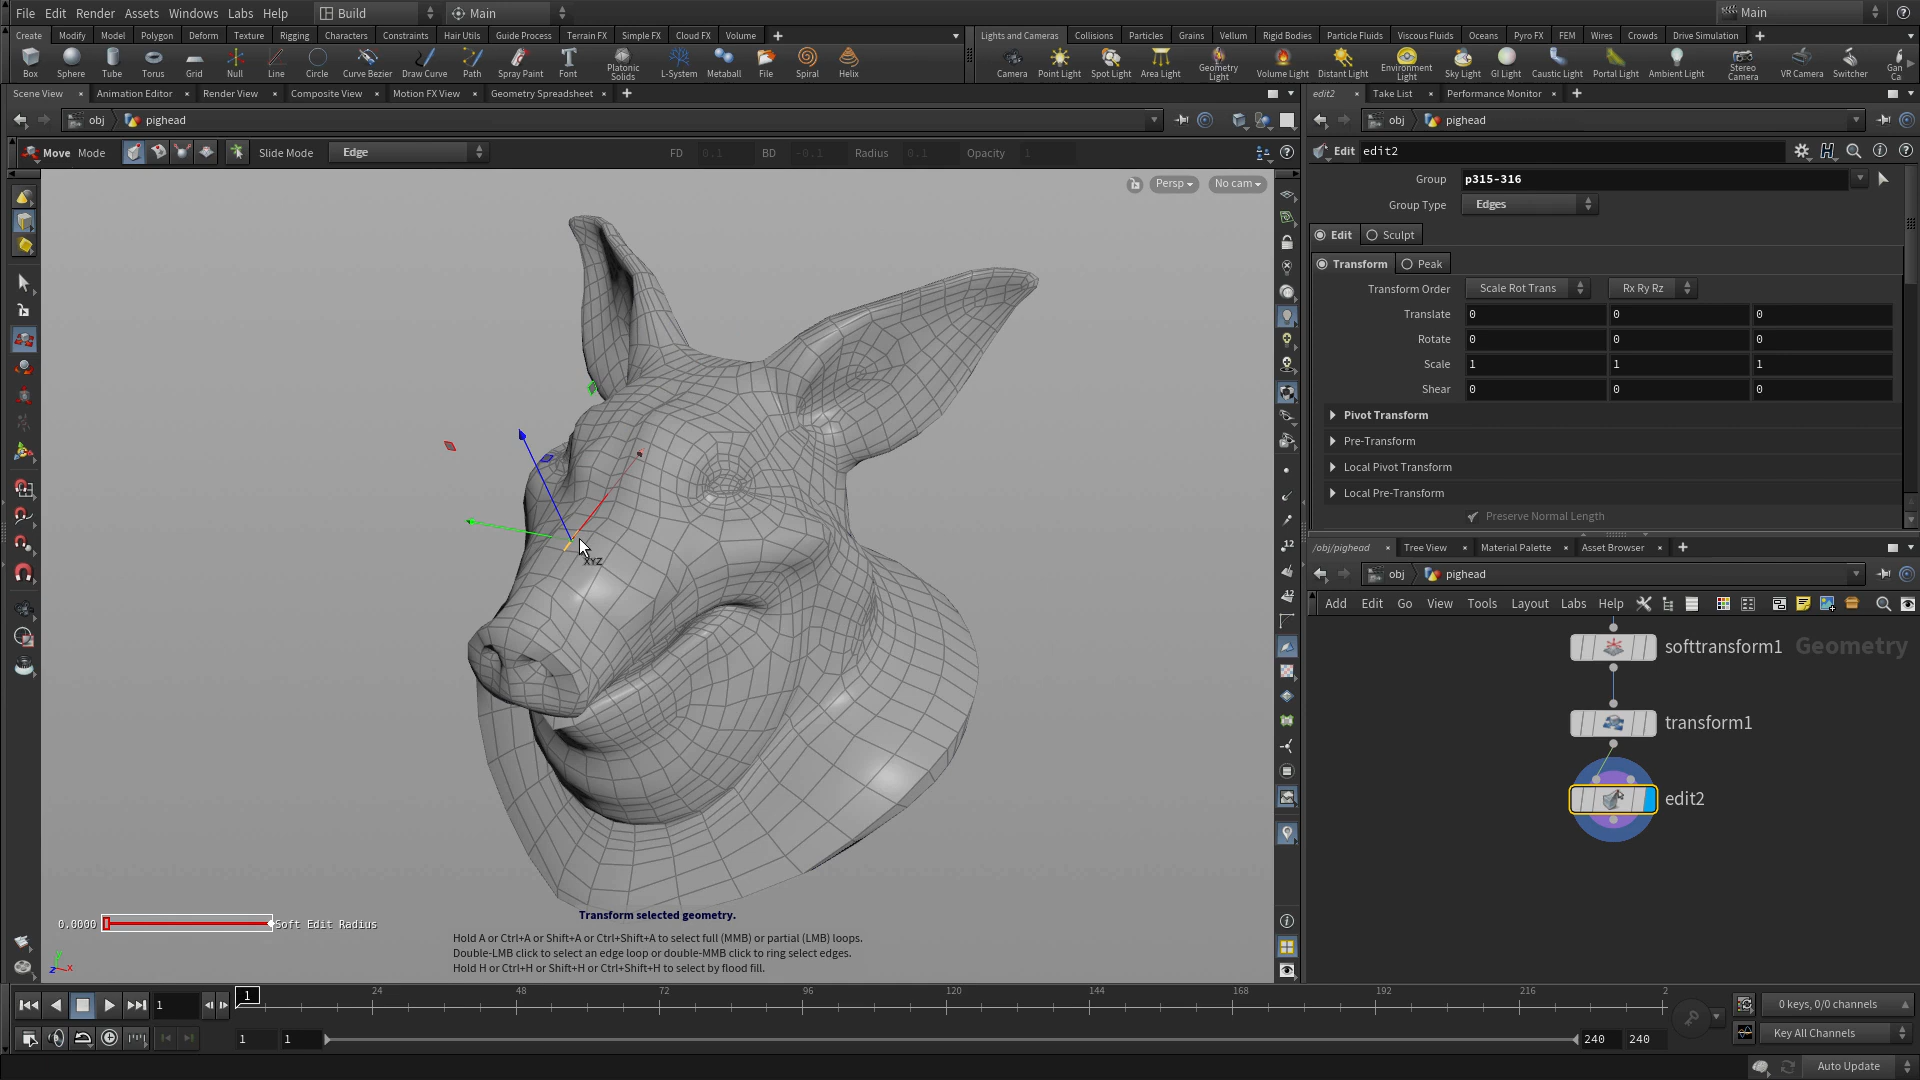 File Edit Render Assets Windows Labs Help Build Main Main
Create Modify Model Polygon Deform Texture Rigging Characters Constraints Hair Utils Guide Process Terrain FX Simple FX Cloud FX Volume
Lights and Cameras Collisions Particles Grains Vellum Rigid Bodies Particle Fluids Viscous Fluids Oceans Pyro FX FEM Wires Crowds Drive Simulation
Box Sphere Tube Torus Grid Null Line Circle Curve Bezier Draw Curve Path Spray Paint Font Platonic Solids L-System Metaball File Spiral Helix
Camera Point Light Spot Light Area Light Geometry Light Volume Light Distant Light Environment Light Sky Light GI Light Caustic Light Portal Light Ambient Light Stereo Camera VR Camera Switcher Gan Ca
Scene View Animation Editor Render View Composite View Motion FX View Geometry Spreadsheet
edit2 Take List Performance Monitor
obj pighead
obj pighead
Move Mode Slide Mode Edge FD 0.1 BD -0.1 Radius 0.1 Opacity 1
Edit edit2
Persp No cam
Group p315-316
Group Type Edges
Edit Sculpt
Transform Peak
Transform Order Scale Rot Trans Rx Ry Rz
Translate 0 0 0
Rotate 0 0 0
Scale 1 1 1
Shear 0 0 0
Pivot Transform
Pre-Transform
Local Pivot Transform
Local Pre-Transform
Preserve Normal Length
XYZ
12
12
/obj/pighead Tree View Material Palette Asset Browser
obj pighead
Add Edit Go View Tools Layout Labs Help
softtransform1 Geometry
transform1
edit2
0.0000 Soft Edit Radius
Transform selected geometry.
Hold A or Ctrl+A or Shift+A or Ctrl+Shift+A to select full (MMB) or partial (LMB) loops.
Double-LMB click to select an edge loop or double-MMB click to ring select edges.
Hold H or Ctrl+H or Shift+H or Ctrl+Shift+H to select by flood fill.
y z x
1 1 24 48 72 96 120 144 168 192 216 2
0 keys, 0/0 channels
1 1 240 240
Key All Channels
Auto Update